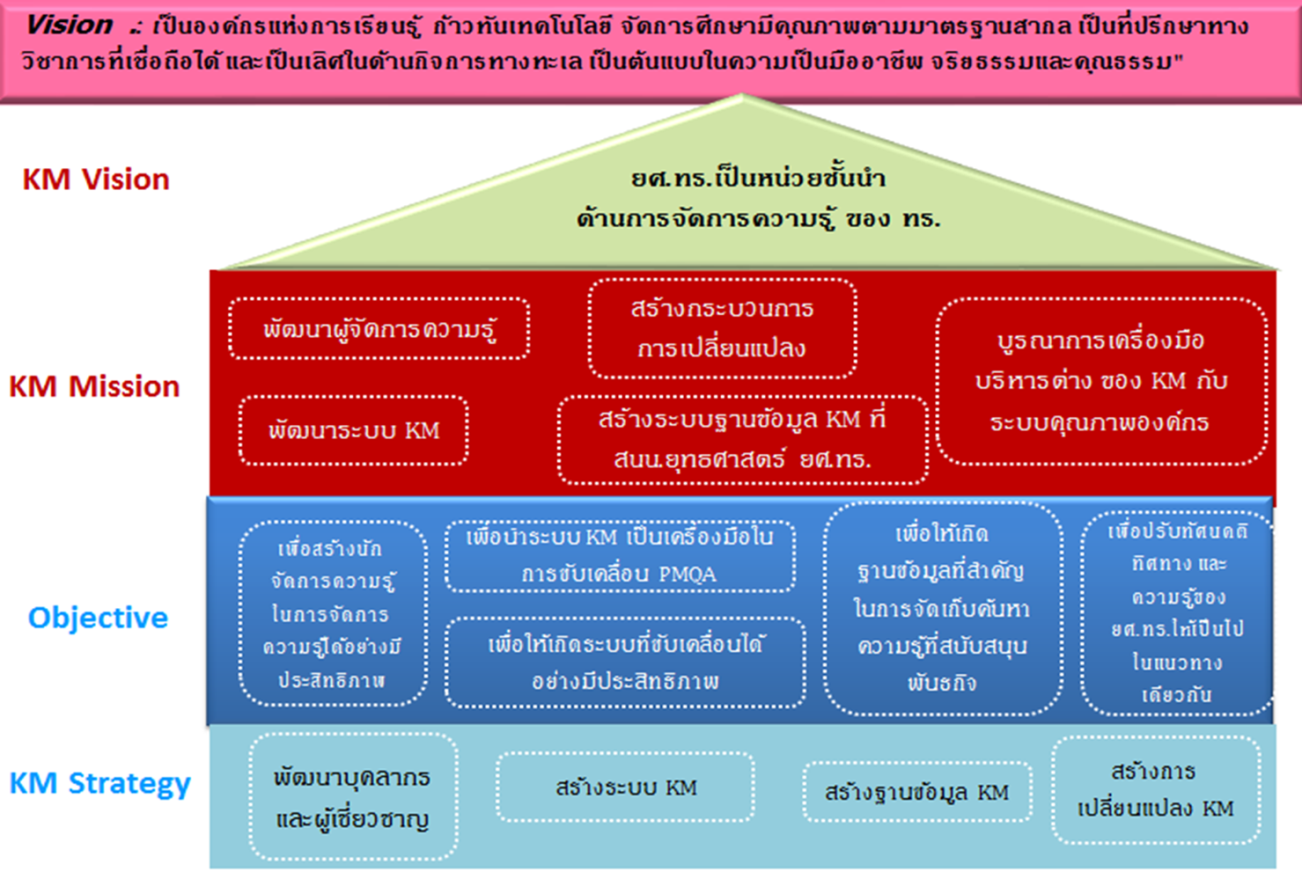 Vision .: เป็นองค์กรแห่งการเรียนรู้ ก้าวทันเทคโนโลยี จัดการศึกษามีคุณภาพตามมาตรฐานสากล เป็นที่ปรึกษาทาง
วิชาการที่เชื่อถือได้ และเป็นเลิศในด้านกิจการทางทะเล เป็นต้นแบบในความเป็นมืออาชีพ จริยธรรมและคุณธรรม"
KM Vision
ยศ.ทร.เป็นหน่วยชั้นนำ
ด้านการจัดการความรู้ ของ ทร.
KM Mission
พัฒนาผู้จัดการความรู้
สร้างกระบวนการ
การเปลี่ยนแปลง
บูรณาการเครื่องมือ
บริหารต่าง ของ KM กับ
ระบบคุณภาพองค์กร
พัฒนาระบบ KM
สร้างระบบฐานข้อมูล KM ที่
สนน.ยุทธศาสตร์ ยศ.ทร.
Objective
เพื่อสร้างนัก
จัดการความรู้
ในการจัดการ
ความรู้ได้อย่างมี
ประสิทธิภาพ
เพื่อนำระบบ KM เป็นเครื่องมือใน
การขับเคลื่อน PMQA
เพื่อให้เกิดระบบที่ขับเคลื่อนได้
อย่างมีประสิทธิภาพ
เพื่อให้เกิด
ฐานข้อมูลที่สำคัญ
ในการจัดเก็บค้นหา
ความรู้ที่สนับสนุน
พันธกิจ
เพื่อปรับทัศนคติ
ทิศทาง และ
ความรู้ของ
ยศ.ทร.ให้เป็นไป
ในแนวทาง
เดียวกัน
KM Strategy
พัฒนาบุคลากร
และผู้เชี่ยวชาญ
สร้างระบบ KM
สร้างฐานข้อมูล KM
สร้างการ
เปลี่ยนแปลง KM